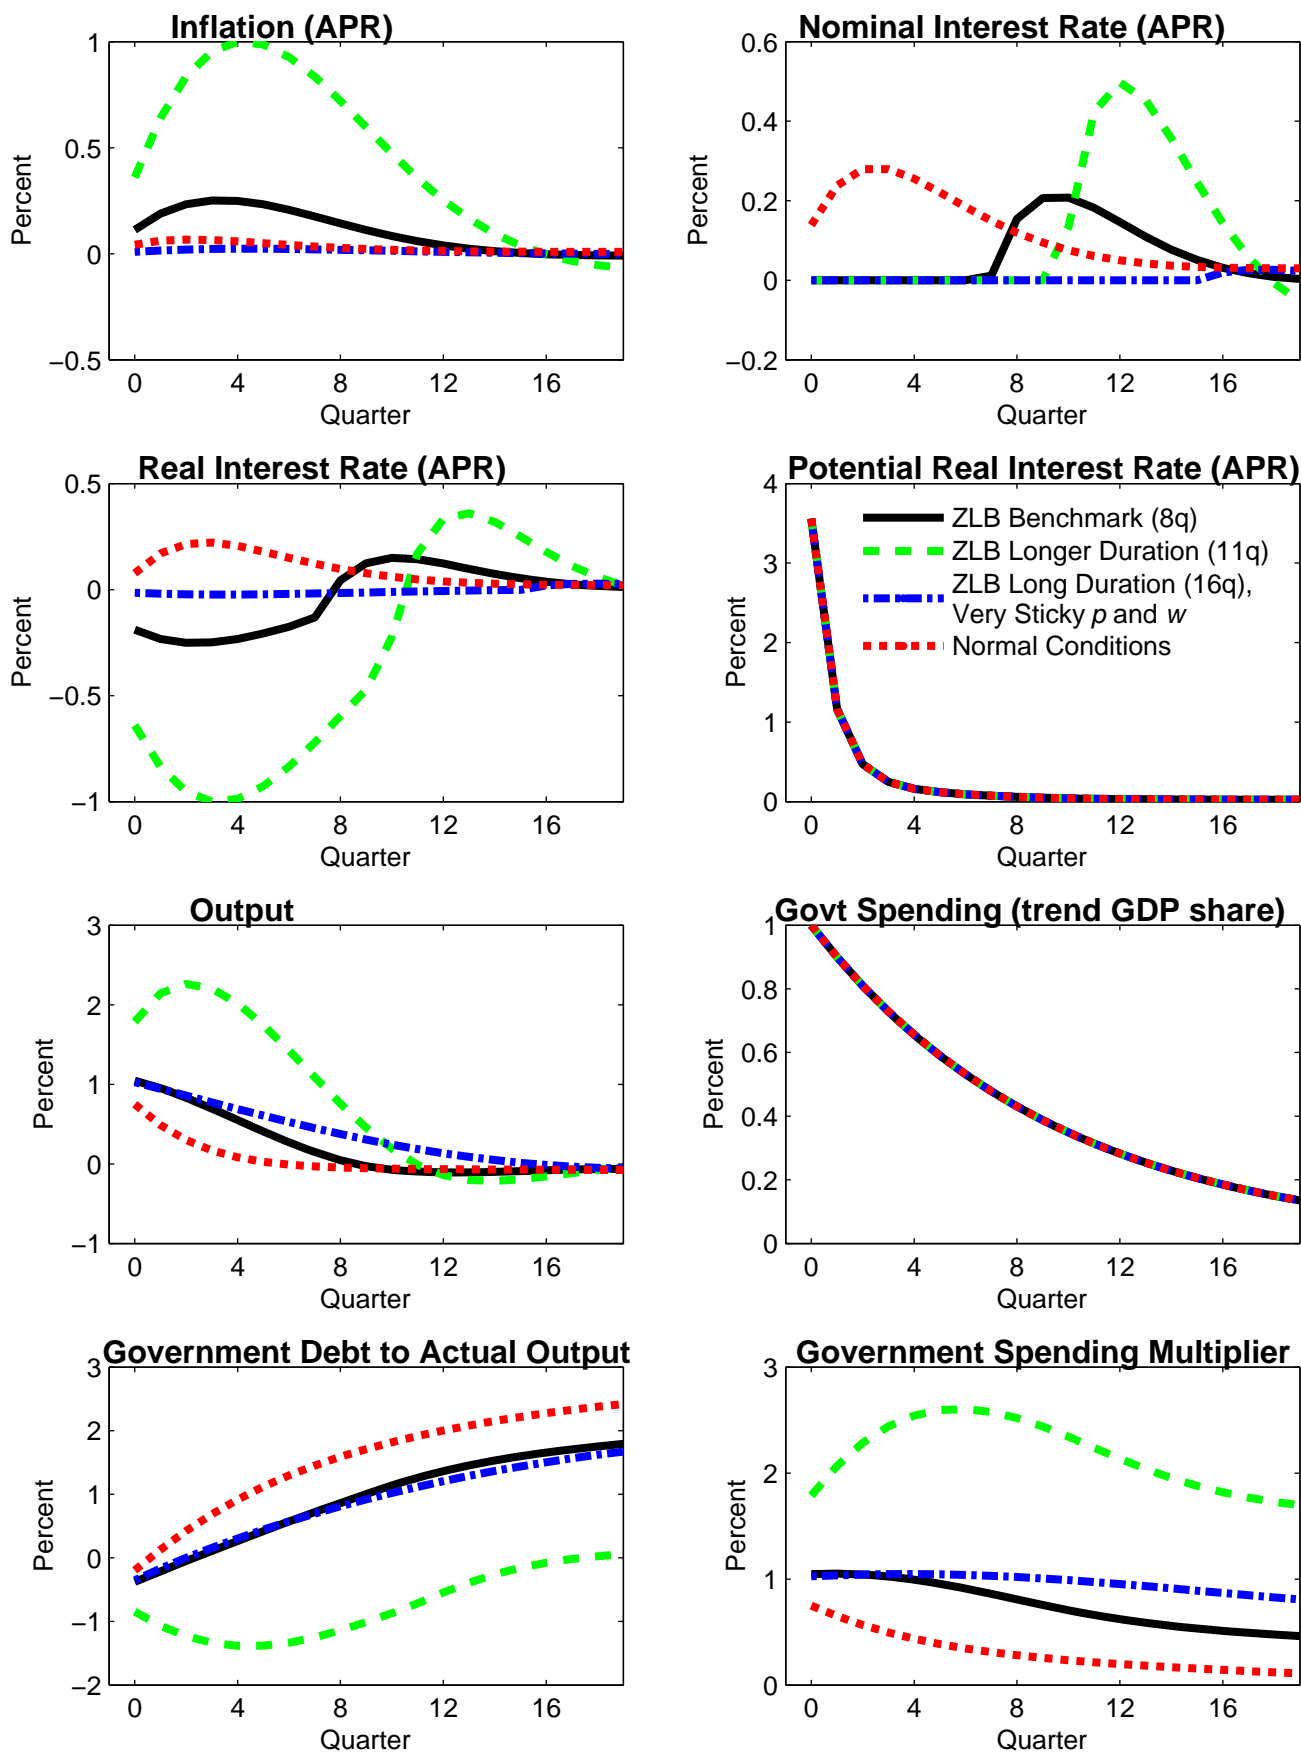 Inflation (APR)
1
0.5
0
−0.5
Percent
0 4 8 12 16
Quarter
Nominal Interest Rate (APR)
0.6
0.4
0.2
0
−0.2
Percent
0 4 8 12 16
Quarter
Real Interest Rate (APR)
0.5
0
−0.5
−1
Percent
0 4 8 12 16
Quarter
Potential Real Interest Rate (APR)
4
3
2
1
0
Percent
ZLB Benchmark (8q)
ZLB Longer Duration (11q)
ZLB Long Duration (16q),
Very Sticky p and w
Normal Conditions
0 4 8 12 16
Quarter
Output
3
2
1
0
−1
Percent
0 4 8 12 16
Quarter
Govt Spending (trend GDP share)
1
0.8
0.6
0.4
0.2
0
Percent
0 4 8 12 16
Quarter
Government Debt to Actual Output
3
2
1
0
−1
−2
Percent
0 4 8 12 16
Quarter
Government Spending Multiplier
3
2
1
0
Percent
0 4 8 12 16
Quarter